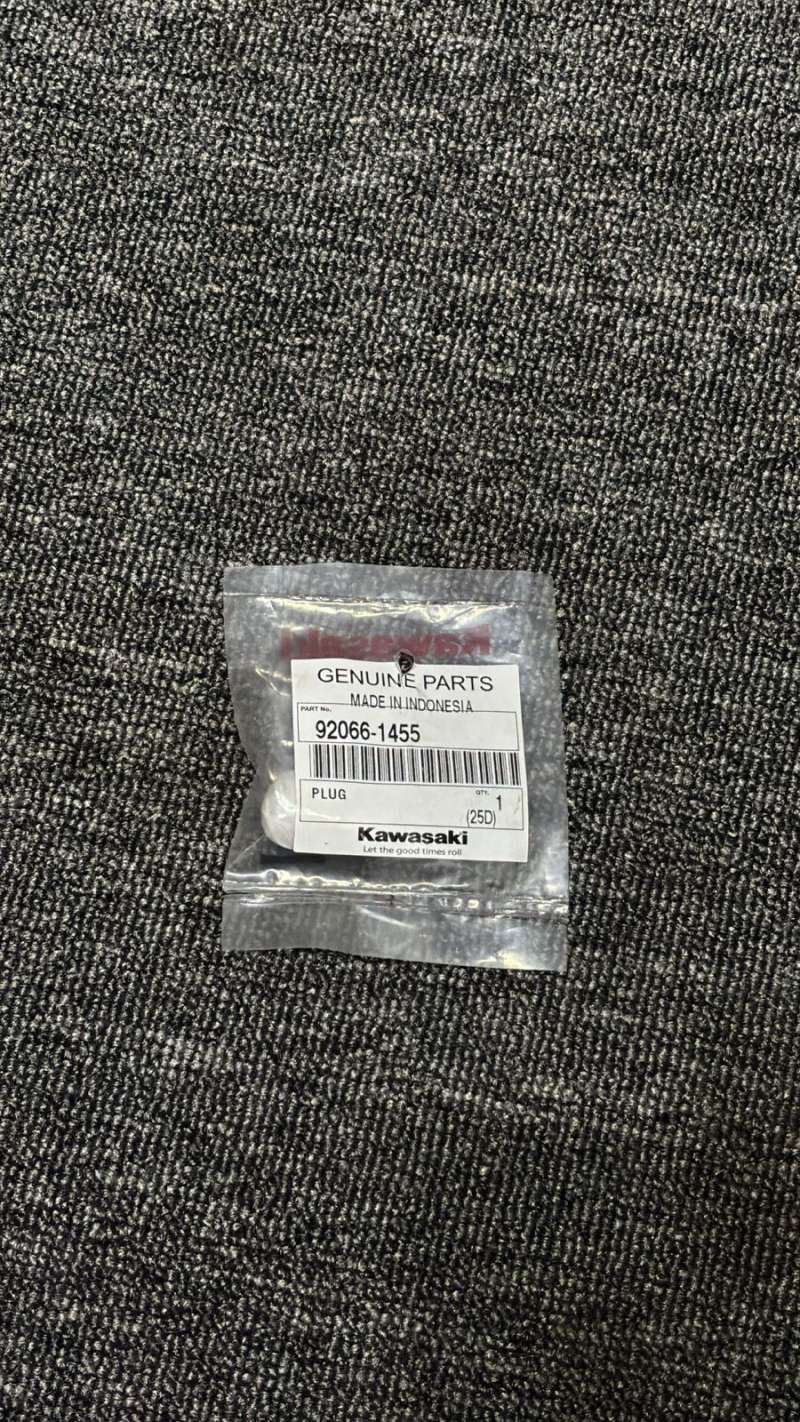 Kawasaki
GENUINE PARTS
MADE IN INDONESIA
PART No.
92066-1455
PLUG
QTY.
1
(25D)
Kawasaki
Let the good times roll